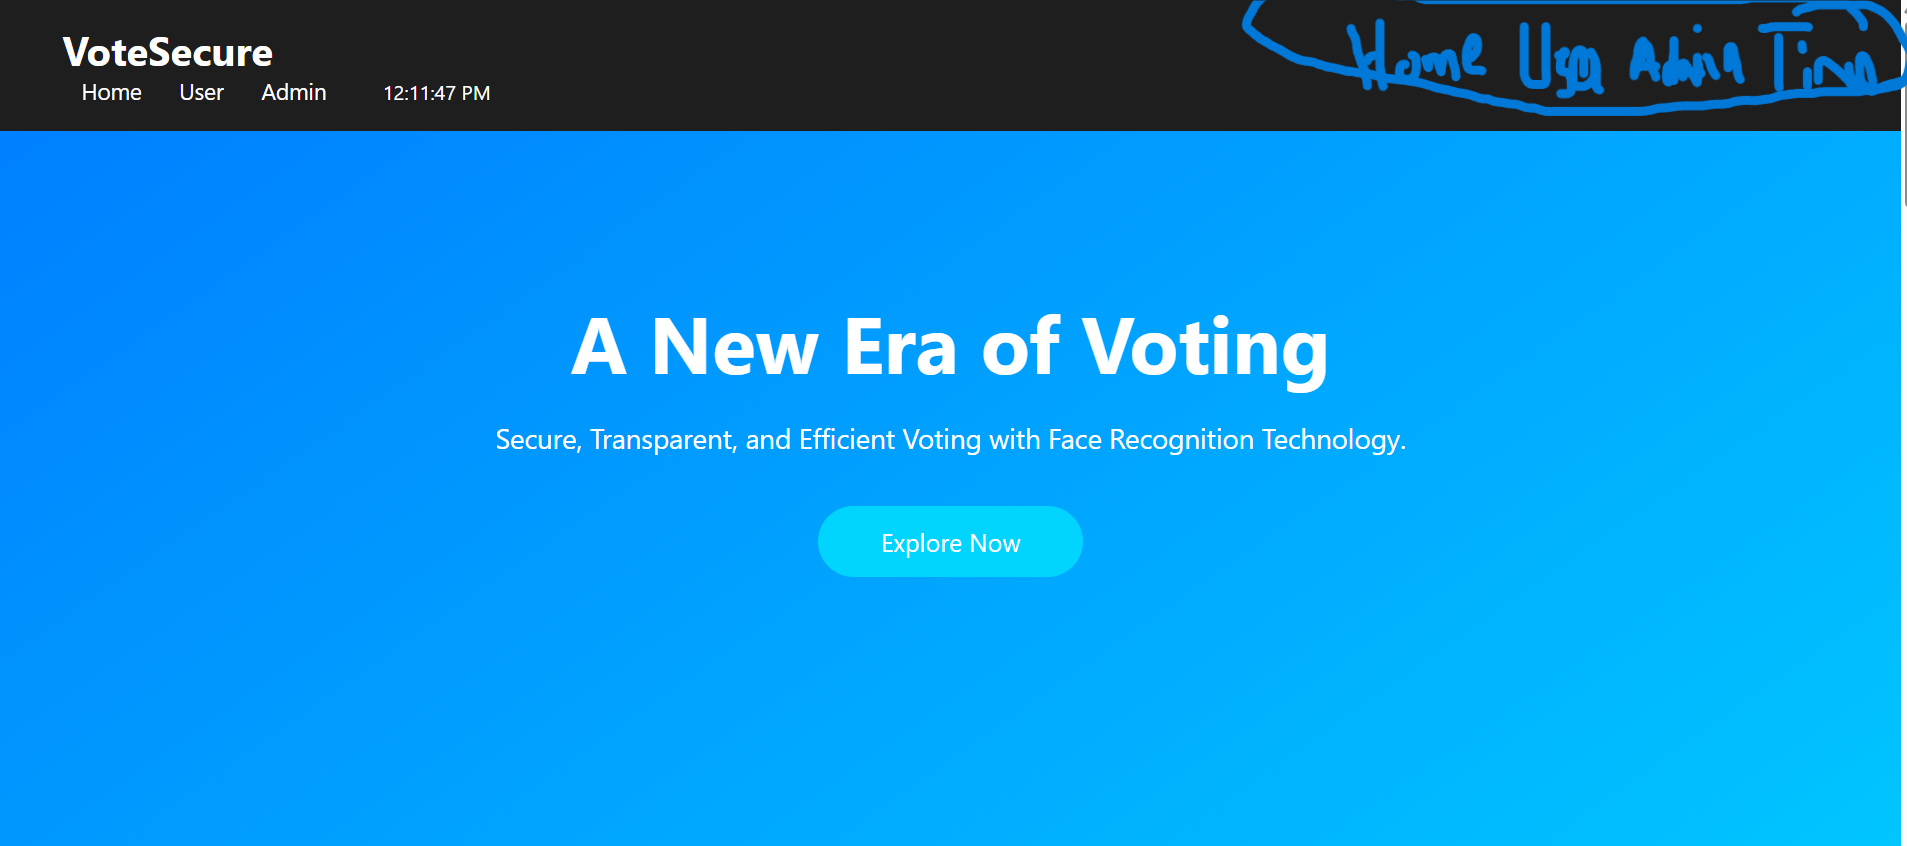 VoteSecure
Home User Admin 12:11:47 PM
Home User Admin
A New Era of Voting
Secure, Transparent, and Efficient Voting with Face Recognition Technology.
Explore Now